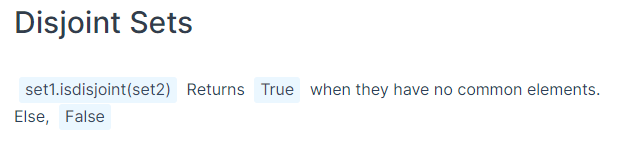 Disjoint Sets
set1.isdisjoint(set2) Returns True when they have no common elements.
Else, False